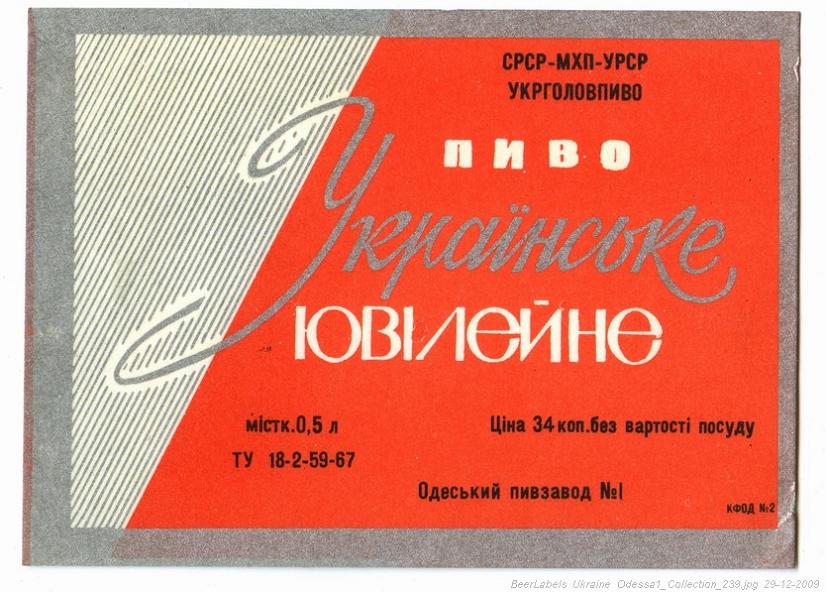 СРСР-МХП-УРСР
УКРГОЛОВПИВО
ПИВО
Українське
ЮВІЛЕЙНЕ
містк.0,5 л
Ціна 34 коп.без вартості посуду
ТУ 18-2-59-67
Одеський пивзавод №1
КФОД №2
BeerLabels Ukraine Odessa1_Collection_239.jpg 29-12-2009